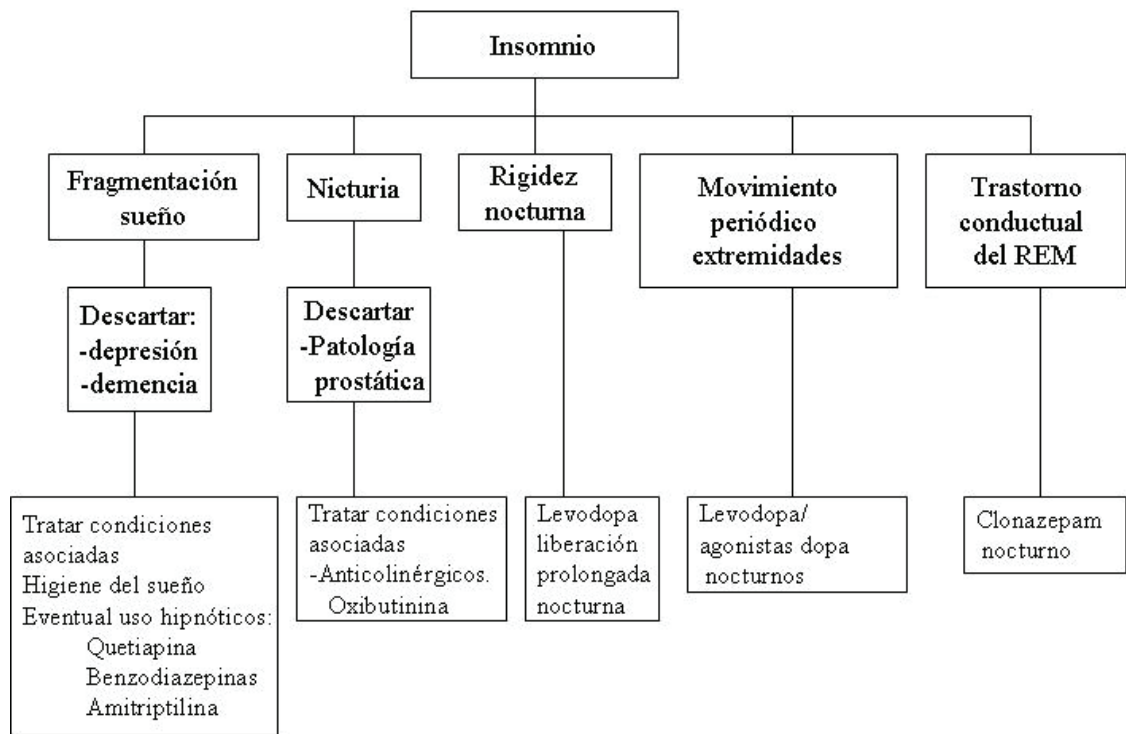 Insomnio
Fragmentación
sueño
Nicturia
Rigidez
nocturna
Movimiento
periódico
extremidades
Trastorno
conductual
del REM
Descartar:
-depresión
-demencia
Descartar
-Patología
prostática
Tratar condiciones
asociadas
Higiene del sueño
Eventual uso hipnóticos:
Quetiapina
Benzodiazepinas
Amitriptilina
Tratar condiciones
asociadas
-Anticolinérgicos.
Oxibutinina
Levodopa
liberación
prolongada
nocturna
Levodopa/
agonistas dopa
nocturnos
Clonazepam
nocturno